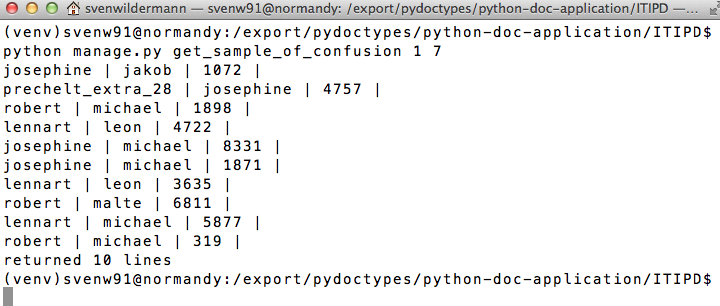 svenwildermann — svenw91@normandy: /export/pydoctypes/python-doc-application/ITIPD —...
(venv)svenw91@normandy:/export/pydoctypes/python-doc-application/ITIPD$
python manage.py get_sample_of_confusion 1 7
josephine | jakob | 1072 |
prechelt_extra_28 | josephine | 4757 |
robert | michael | 1898 |
lennart | leon | 4722 |
josephine | michael | 8331 |
josephine | michael | 1871 |
lennart | leon | 3635 |
robert | malte | 6811 |
lennart | michael | 5877 |
robert | michael | 319 |
returned 10 lines
(venv)svenw91@normandy:/export/pydoctypes/python-doc-application/ITIPD$